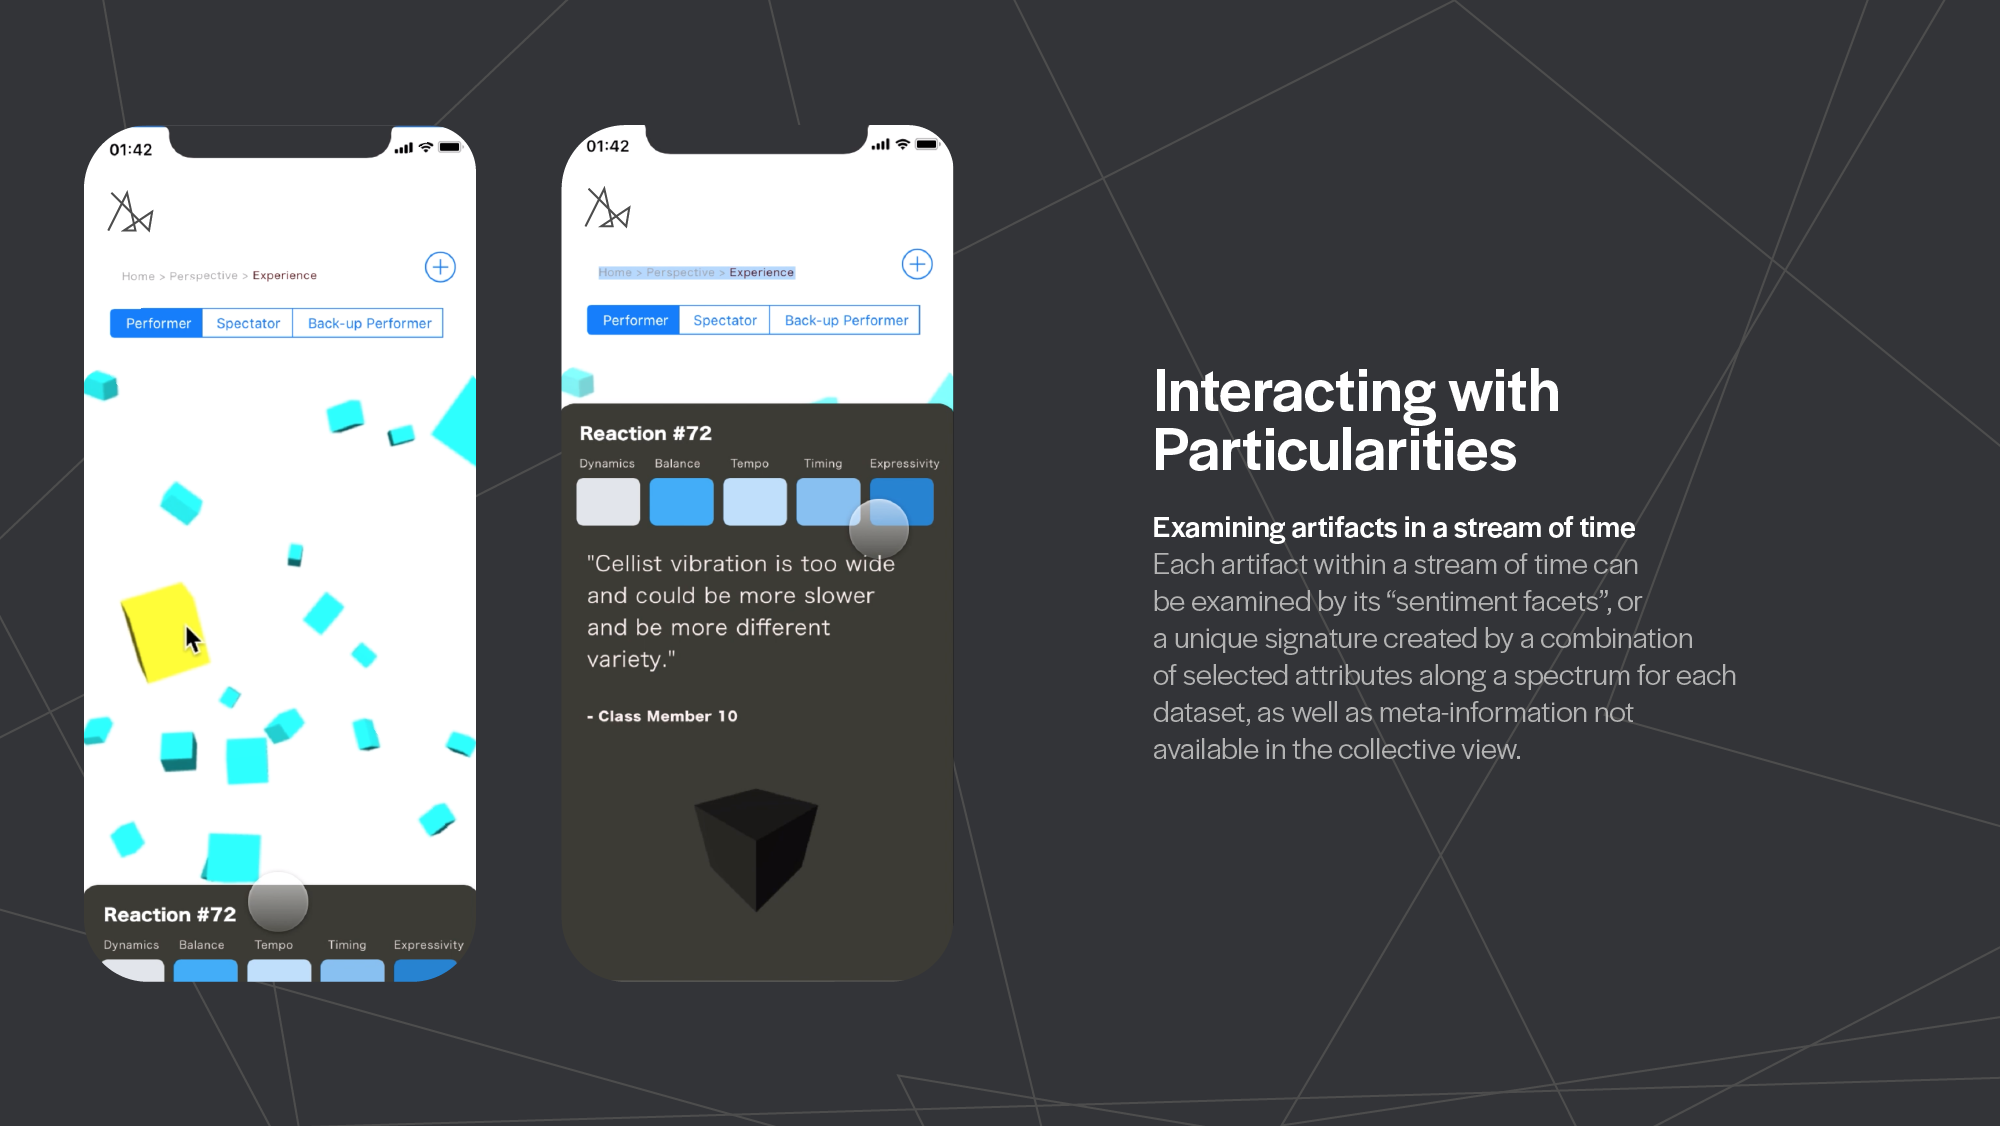 01:42
Home > Perspective > Experience
Performer Spectator Back-up Performer
Reaction #72
Dynamics Balance Tempo Timing Expressivity
01:42
Home > Perspective > Experience
Performer Spectator Back-up Performer
Reaction #72
Dynamics Balance Tempo Timing Expressivity
"Cellist vibration is too wide
and could be more slower
and be more different
variety."
- Class Member 10
Interacting with
Particularities
Examining artifacts in a stream of time
Each artifact within a stream of time can
be examined by its “sentiment facets”, or
a unique signature created by a combination
of selected attributes along a spectrum for each
dataset, as well as meta-information not
available in the collective view.